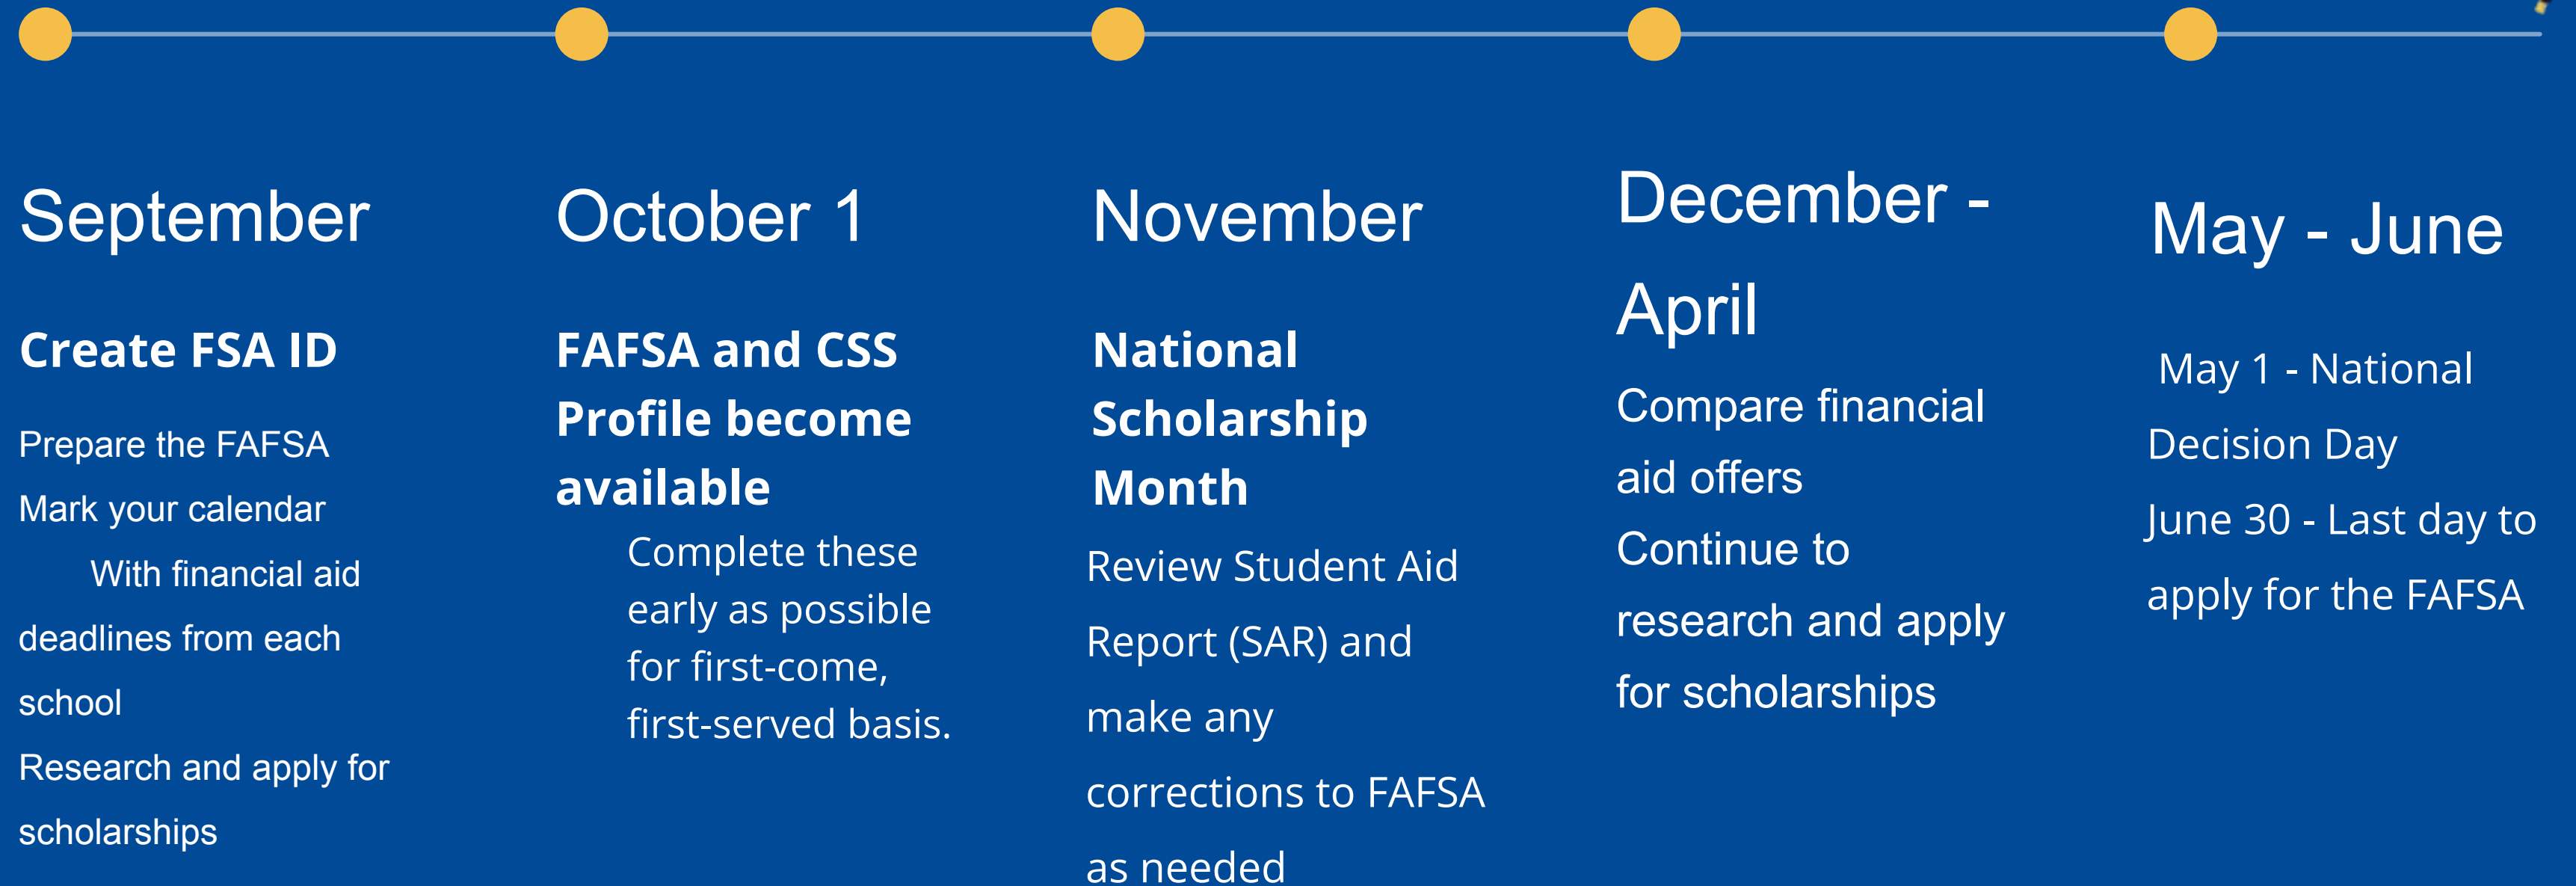 September
Create FSA ID
Prepare the FAFSA
Mark your calendar
With financial aid
deadlines from each
school
Research and apply for
scholarships
October 1
FAFSA and CSS
Profile become
available
Complete these
early as possible
for first-come,
first-served basis.
November
National
Scholarship
Month
Review Student Aid
Report (SAR) and
make any
corrections to FAFSA
as needed
December -
April
Compare financial
aid offers
Continue to
research and apply
for scholarships
May - June
May 1 - National
Decision Day
June 30 - Last day to
apply for the FAFSA